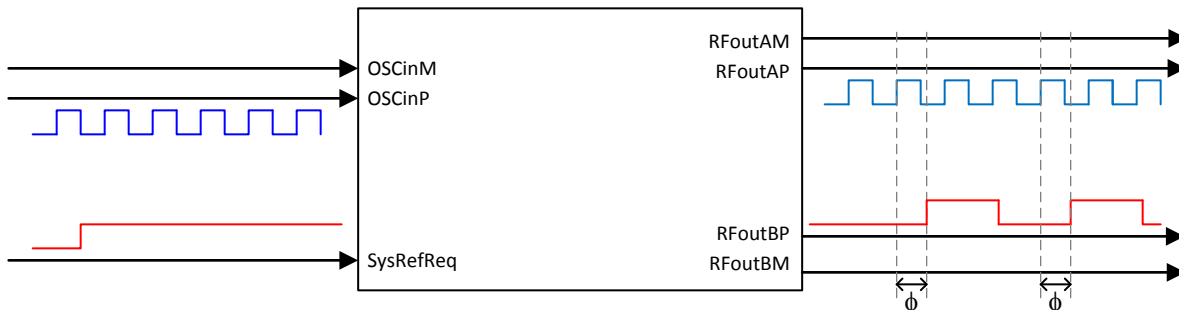 RFoutAM
OSCinM
RFoutAP
OSCinP
RFoutBP
SysRefReq
RFoutBM
ϕ
ϕ